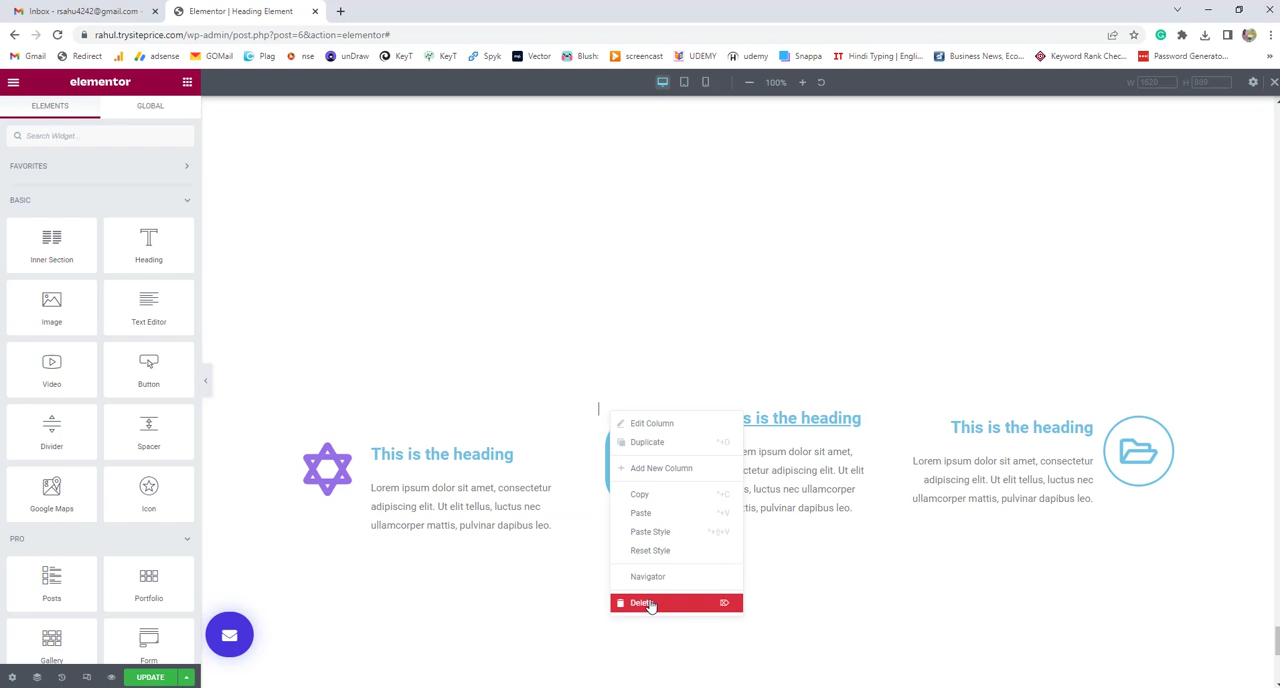 Inbox - rsahu4242@gmail.com -
Elementor | Heading Element
rahul.trysiteprice.com/wp-admin/post.php?post=6&action=elementor#
Gmail
Redirect
adsense
GOMail
Plag
nse
unDraw
KeyT
KeyT
Spyk
Vector
Blush:
screencast
UDEMY
udemy
Snappa
Hindi Typing | Engli...
Business News, Eco...
Keyword Rank Chec...
Password Generato...
»
elementor
100%
W 1620
H 889
ELEMENTS
GLOBAL
Search Widget...
FAVORITES
BASIC
Inner Section
Heading
Image
Text Editor
Video
Button
Divider
Spacer
Google Maps
Icon
PRO
Posts
Portfolio
Gallery
Form
UPDATE
This is the heading
Lorem ipsum dolor sit amet, consectetur
adipiscing elit. Ut elit tellus, luctus nec
ullamcorper mattis, pulvinar dapibus leo.
Edit Column
Duplicate ^+D
Add New Column
Copy ^+C
Paste ^+V
Paste Style ^+⇧+V
Reset Style
Navigator
Delete
s is the heading
em ipsum dolor sit amet,
ctetur adipiscing elit. Ut elit
s, luctus nec ullamcorper
tis, pulvinar dapibus leo.
This is the heading
Lorem ipsum dolor sit amet, consectetur
adipiscing elit. Ut elit tellus, luctus nec
ullamcorper mattis, pulvinar dapibus leo.